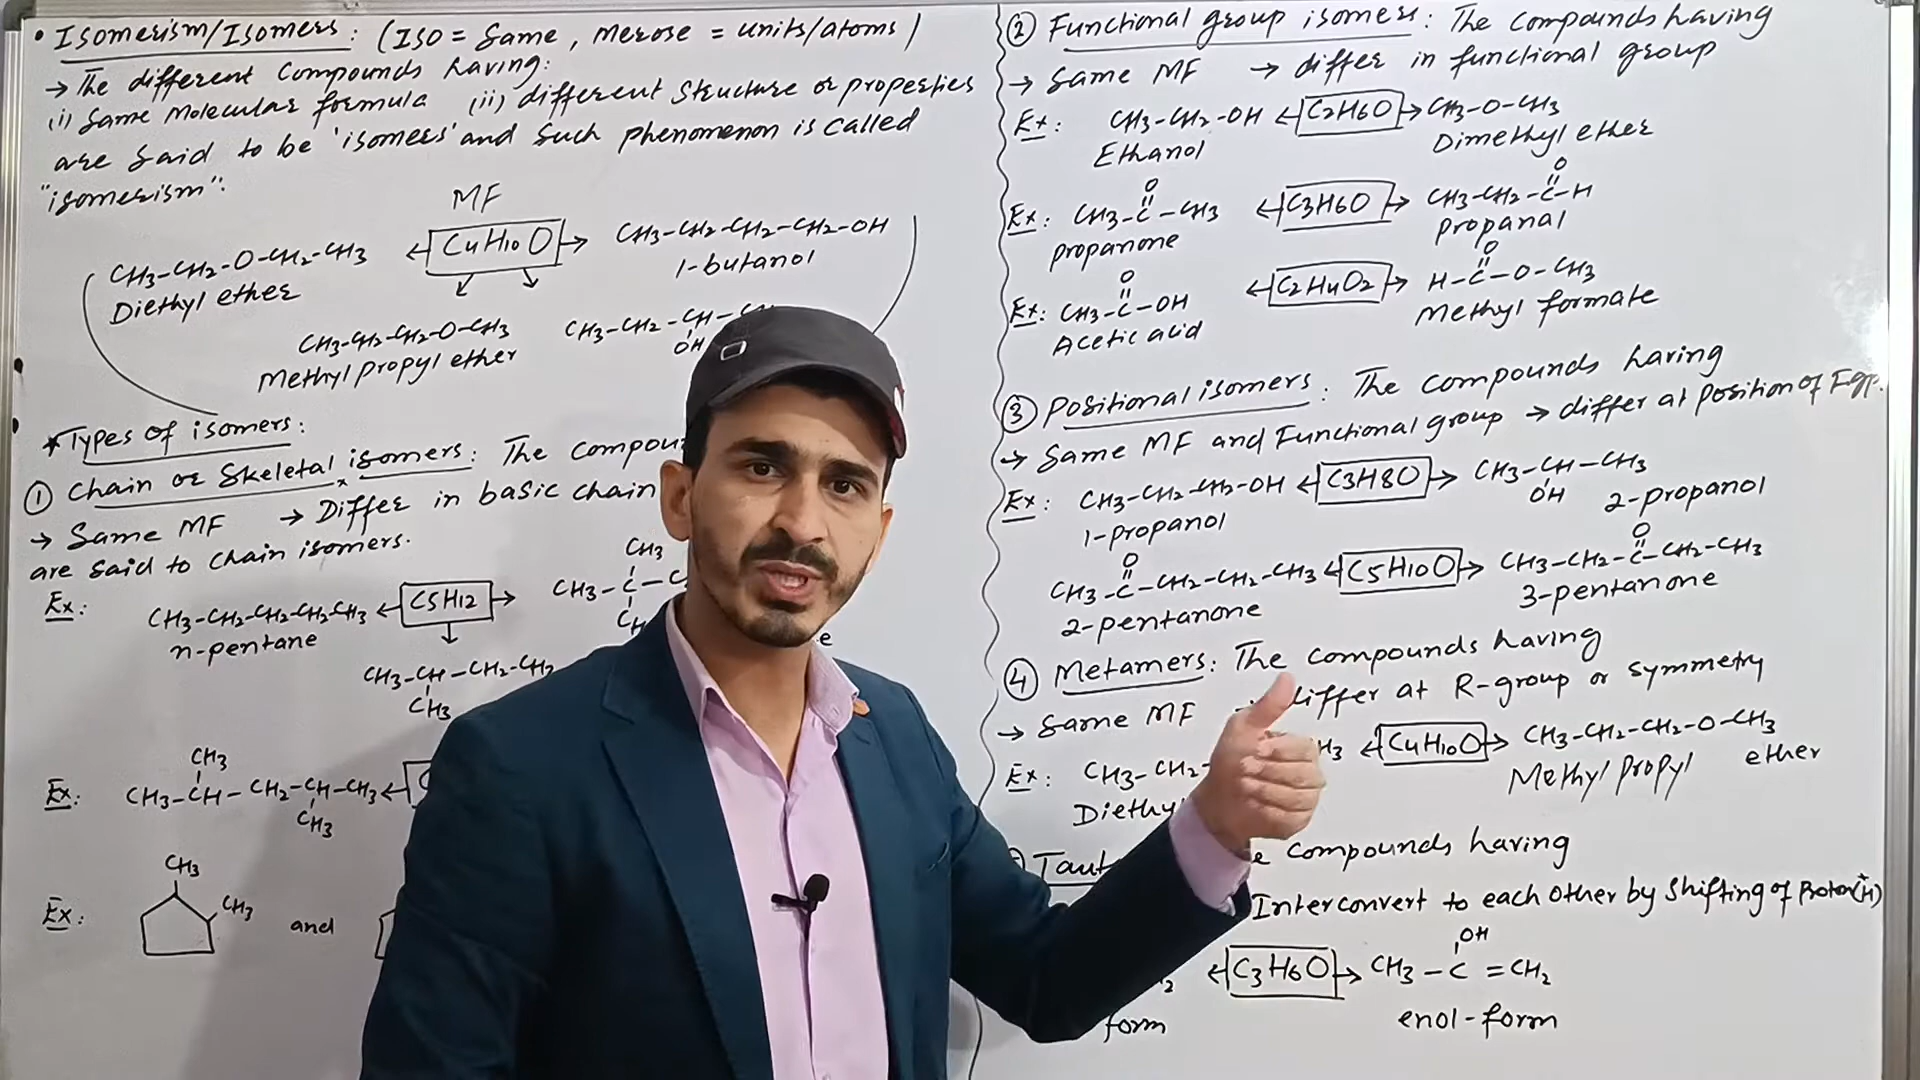 • Isomerism/Isomers: (Iso = Same, merose = units/atoms)
→ The different Compounds having:
(i) Same Molecular formula (ii) different Structure or properties
are said to be 'isomers' and such phenomenon is called
"isomerism":
MF
CH3-CH2-O-CH2-CH3 ← C4H10O → CH3-CH2-CH2-CH2-OH
Diethyl ether
1-butanol
CH3-CH2-CH2-O-CH3
CH3-CH2-CH-
OH
Methyl propyl ether
* Types of isomers:
① Chain or Skeletal isomers: The
→ Same MF → Differ in basic chain
are said to chain isomers.
Ex: CH3-CH2-CH2-CH2-CH3 ← C5H12 →
n-pentane
CH3
CH3-C-
CH3-CH-CH2-CH3
CH3
CH3
Ex: CH3-CH-CH2-CH-CH3 ←
CH3
CH3
Ex: CH3 and
② Functional group isomers: The compounds having
→ Same MF → differ in functional group
Ex: CH3-CH2-OH ← C2H6O → CH3-O-CH3
Ethanol
Dimethyl ether
O
O
Ex: CH3-C-CH3 ← C3H6O → CH3-CH2-C-H
propanone
propanal
O
O
Ex: CH3-C-OH ← C2H4O2 → H-C-O-CH3
Acetic acid
Methyl formate
③ Positional isomers: The compounds having
→ Same MF and Functional group → differ at position of F.gp.
Ex: CH3-CH2-CH2-OH ← C3H8O → CH3-CH-CH3
OH
1-propanol
2-propanol
O
O
CH3-C-CH2-CH2-CH3 ← C5H10O → CH3-CH2-C-CH2-CH3
2-pentanone
3-pentanone
④ Metamers: The compounds having
→ Same MF differ at R-group or symmetry
Ex: CH3-CH2- H3 ← C4H10O → CH3-CH2-CH2-O-CH3
Methyl propyl ether
compounds having
Interconvert to each other by shifting of Proton(H+)
OH
← C3H6O → CH3-C=CH2
form
enol-form